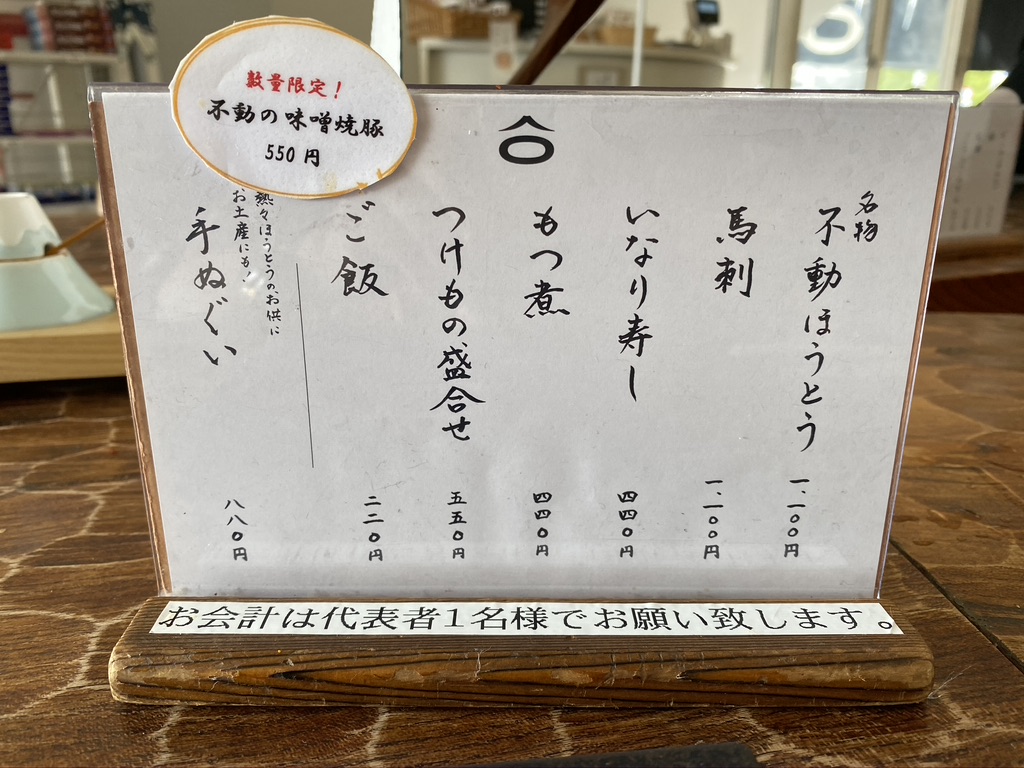 数量限定！
不動の味噌焼豚
550円
名物
不動ほうとう
一、一〇〇円
馬刺
一、一〇〇円
いなり寿し
四四〇円
もつ煮
四四〇円
つけもの盛合せ
五五〇円
ご飯
二二〇円
熱々ほうとうのお供に
お土産にも！
手ぬぐい
八八〇円
お会計は代表者1名様でお願い致します。